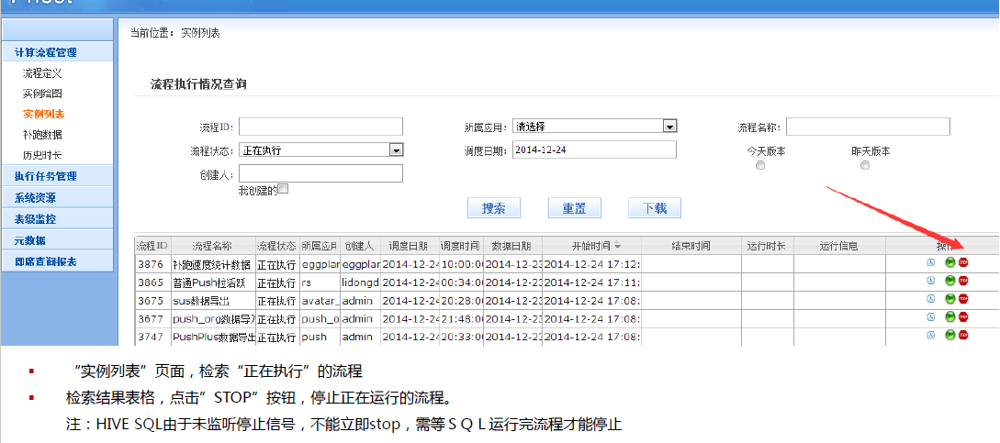 当前位置： 实例列表
计算流程管理
流程定义
实例绘图
实例列表
补跑数据
历史时长
执行任务管理
系统资源
表级监控
元数据
即席查询报表
流程执行情况查询
流程ID：
所属应用： 请选择
流程名称：
流程状态： 正在执行
调度日期： 2014-12-24
今天版本 昨天版本
创建人：
我创建的
搜索 重置 下载
流程ID 流程名称 流程状态 所属应用 创建人 调度日期 调度时间 数据日期 开始时间 结束时间 运行时长 运行信息
3876 补跑速度统计数据 正在执行 eggplan eggplan 2014-12-24 10:00:00 2014-12-23 2014-12-24 17:12:
3865 普通Push拉活跃 正在执行 rs lidongd 2014-12-24 00:34:00 2014-12-23 2014-12-24 17:11:
3675 sus数据导出 正在执行 avatar_ admin 2014-12-24 20:28:00 2014-12-23 2014-12-24 17:08:
3677 push_org数据导入 正在执行 push_o admin 2014-12-24 21:48:00 2014-12-23 2014-12-24 17:08:
3747 PushPlus数据导出 正在执行 push admin 2014-12-24 20:33:00 2014-12-23 2014-12-24 17:08:
▪ “实例列表”页面，检索“正在执行”的流程
▪ 检索结果表格，点击”STOP”按钮，停止正在运行的流程。
注：HIVE SQL由于未监听停止信号，不能立即stop，需等ＳＱＬ运行完流程才能停止